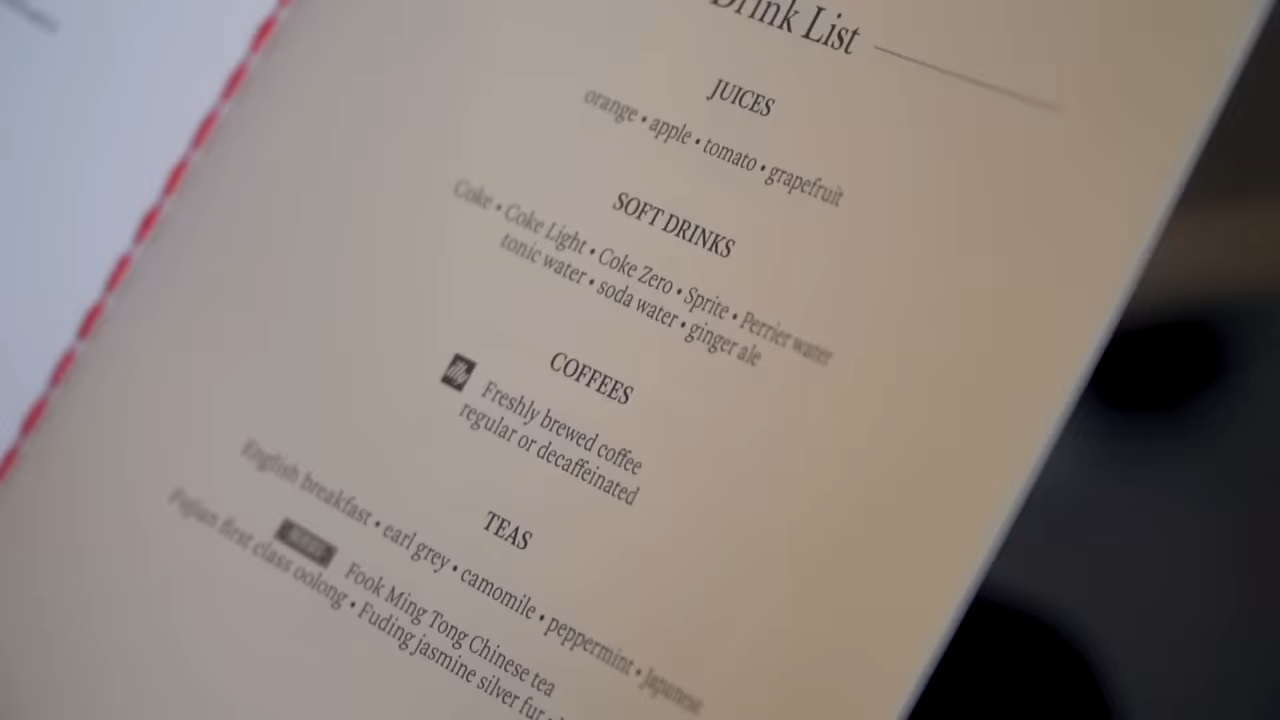 Drink List
JUICES
orange • apple • tomato • grapefruit
SOFT DRINKS
Coke • Coke Light • Coke Zero • Sprite • Perrier water
tonic water • soda water • ginger ale
COFFEES
illy Freshly brewed coffee
regular or decaffeinated
TEAS
English breakfast • earl grey • camomile • peppermint • Japanese
Fook Ming Tong Chinese tea
Fujian first class oolong • Fuding jasmine silver fur •